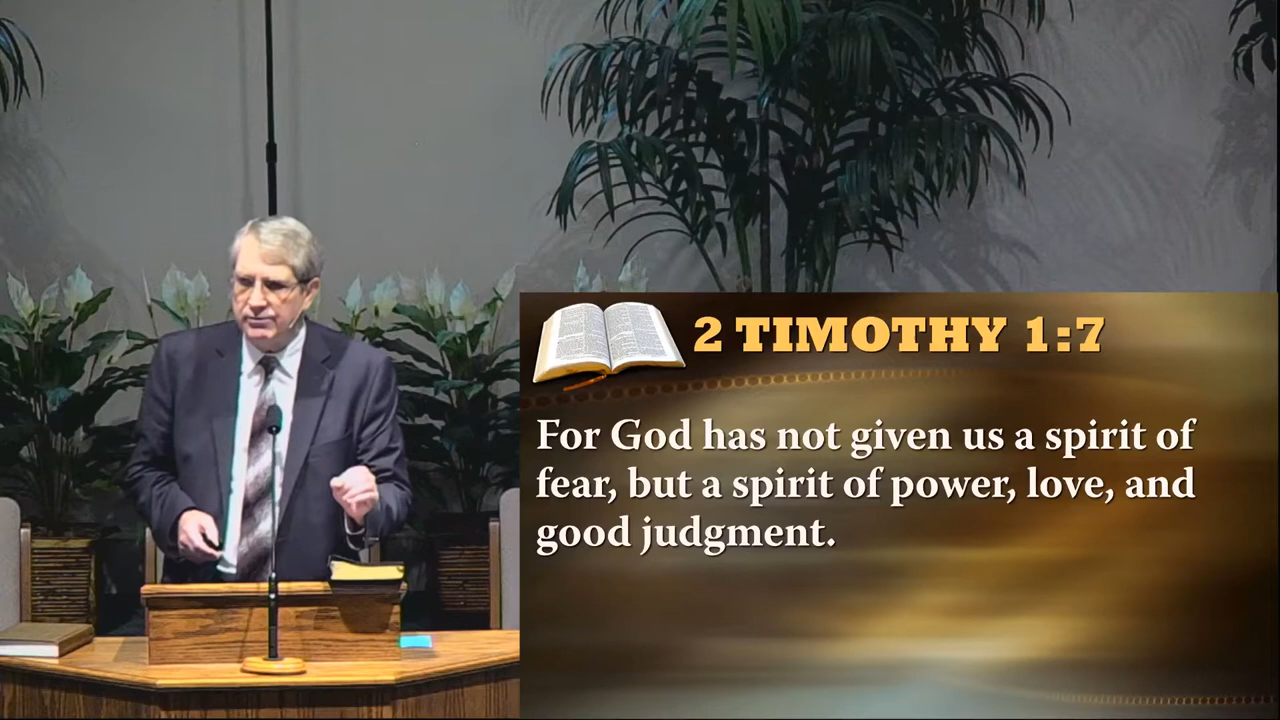 2 TIMOTHY 1:7
For God has not given us a spirit of
fear, but a spirit of power, love, and
good judgment.